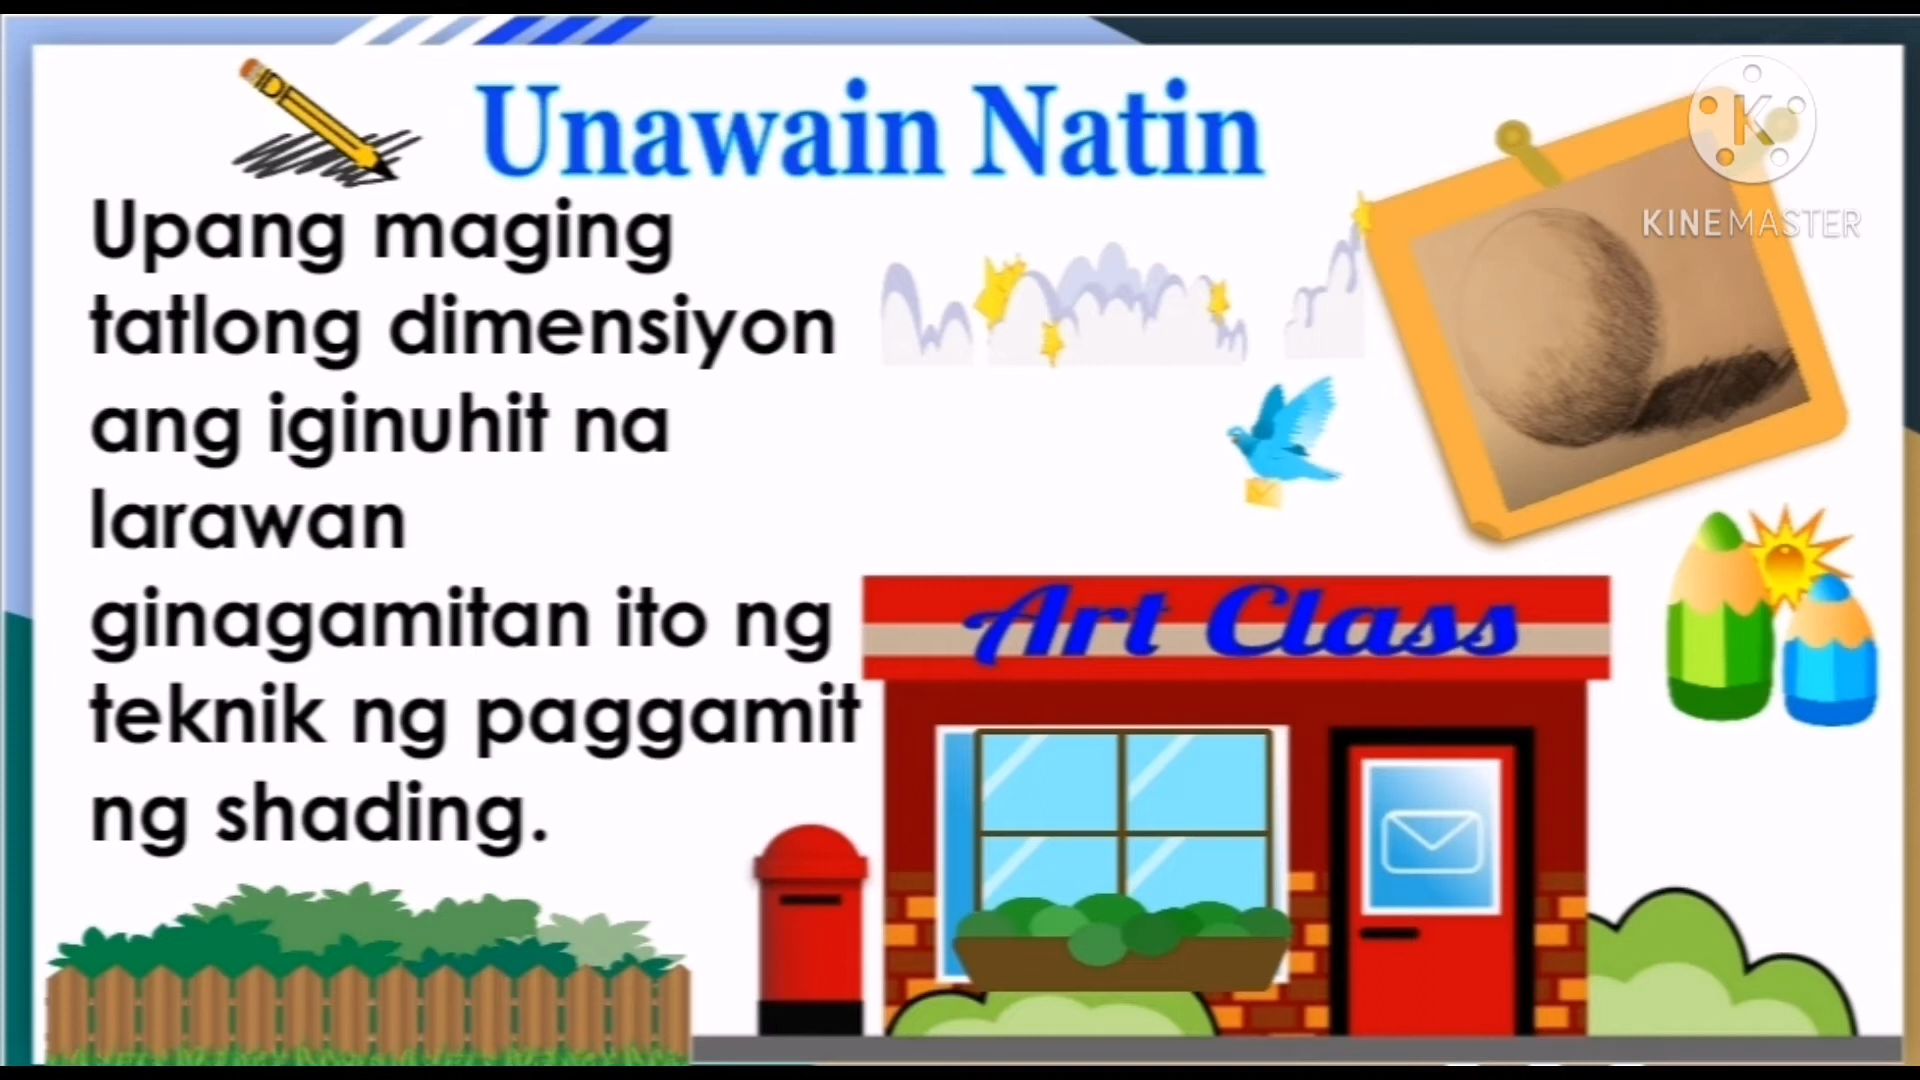 Unawain Natin
Upang maging
tatlong dimensiyon
ang iginuhit na
larawan
ginagamitan ito ng
teknik ng paggamit
ng shading.
Art Class
K
KINEMASTER